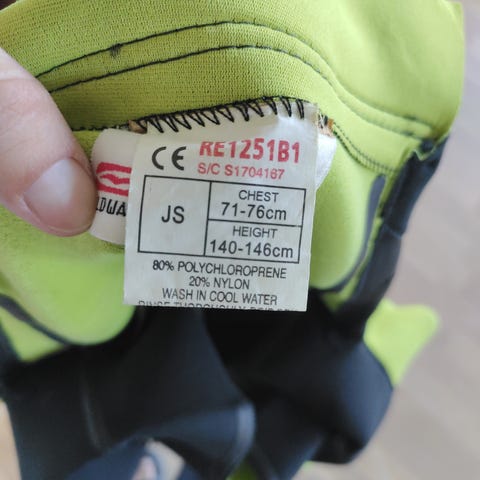 CE RE1251B1
S/C S1704167
JS
CHEST
71-76cm
HEIGHT
140-146cm
80% POLYCHLOROPRENE
20% NYLON
WASH IN COOL WATER